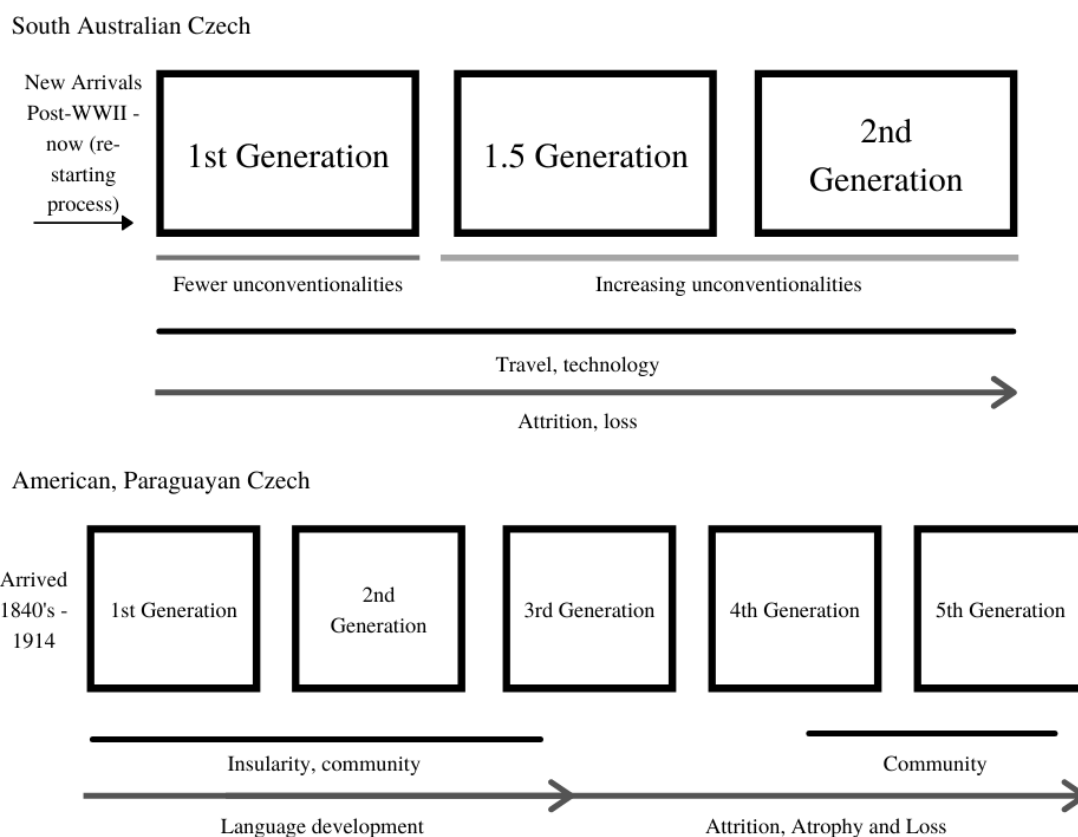 South Australian Czech
New Arrivals
Post-WWII -
now (re-
starting
process)
1st Generation
1.5 Generation
2nd
Generation
Fewer unconventionalities
Increasing unconventionalities
Travel, technology
Attrition, loss
American, Paraguayan Czech
Arrived
1840's -
1914
1st Generation
2nd
Generation
3rd Generation
4th Generation
5th Generation
Insularity, community
Community
Language development
Attrition, Atrophy and Loss